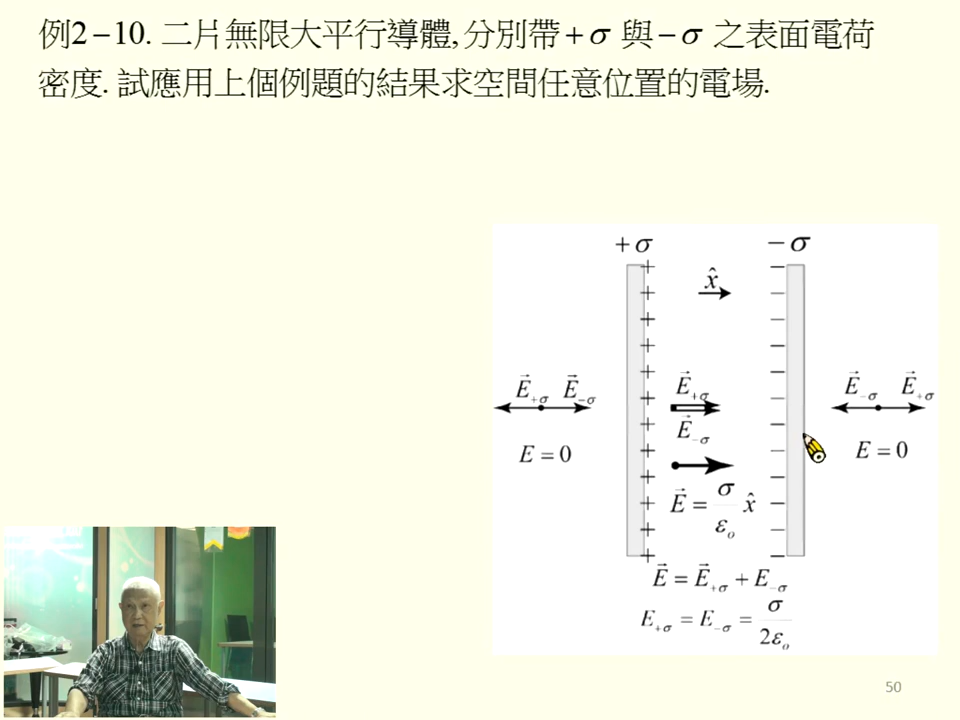 例2－10. 二片無限大平行導體,分別帶+σ 與－σ 之表面電荷
密度. 試應用上個例題的結果求空間任意位置的電場.
+σ
－σ
x̂
E⃗₊σ E⃗₋σ
E = 0
E⃗₊σ
E⃗₋σ
E⃗ = σ/ε₀ x̂
E⃗₋σ E⃗₊σ
E = 0
E⃗ = E⃗₊σ + E₋σ
E₊σ = E₋σ = σ/2ε₀
50